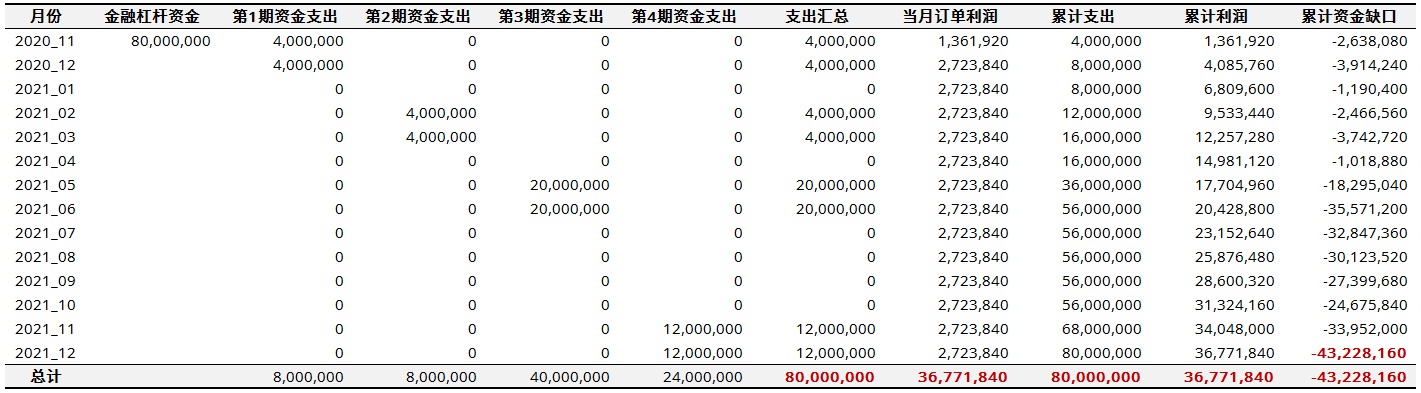 月份 金融杠杆资金 第1期资金支出 第2期资金支出 第3期资金支出 第4期资金支出 支出汇总 当月订单利润 累计支出 累计利润 累计资金缺口
2020_11 80,000,000 4,000,000 0 0 0 4,000,000 1,361,920 4,000,000 1,361,920 -2,638,080
2020_12 4,000,000 0 0 0 4,000,000 2,723,840 8,000,000 4,085,760 -3,914,240
2021_01 0 0 0 0 0 2,723,840 8,000,000 6,809,600 -1,190,400
2021_02 0 4,000,000 0 0 4,000,000 2,723,840 12,000,000 9,533,440 -2,466,560
2021_03 0 4,000,000 0 0 4,000,000 2,723,840 16,000,000 12,257,280 -3,742,720
2021_04 0 0 0 0 0 2,723,840 16,000,000 14,981,120 -1,018,880
2021_05 0 0 20,000,000 0 20,000,000 2,723,840 36,000,000 17,704,960 -18,295,040
2021_06 0 0 20,000,000 0 20,000,000 2,723,840 56,000,000 20,428,800 -35,571,200
2021_07 0 0 0 0 0 2,723,840 56,000,000 23,152,640 -32,847,360
2021_08 0 0 0 0 0 2,723,840 56,000,000 25,876,480 -30,123,520
2021_09 0 0 0 0 0 2,723,840 56,000,000 28,600,320 -27,399,680
2021_10 0 0 0 0 0 2,723,840 56,000,000 31,324,160 -24,675,840
2021_11 0 0 0 12,000,000 12,000,000 2,723,840 68,000,000 34,048,000 -33,952,000
2021_12 0 0 0 12,000,000 12,000,000 2,723,840 80,000,000 36,771,840 -43,228,160
总计 8,000,000 8,000,000 40,000,000 24,000,000 80,000,000 36,771,840 80,000,000 36,771,840 -43,228,160